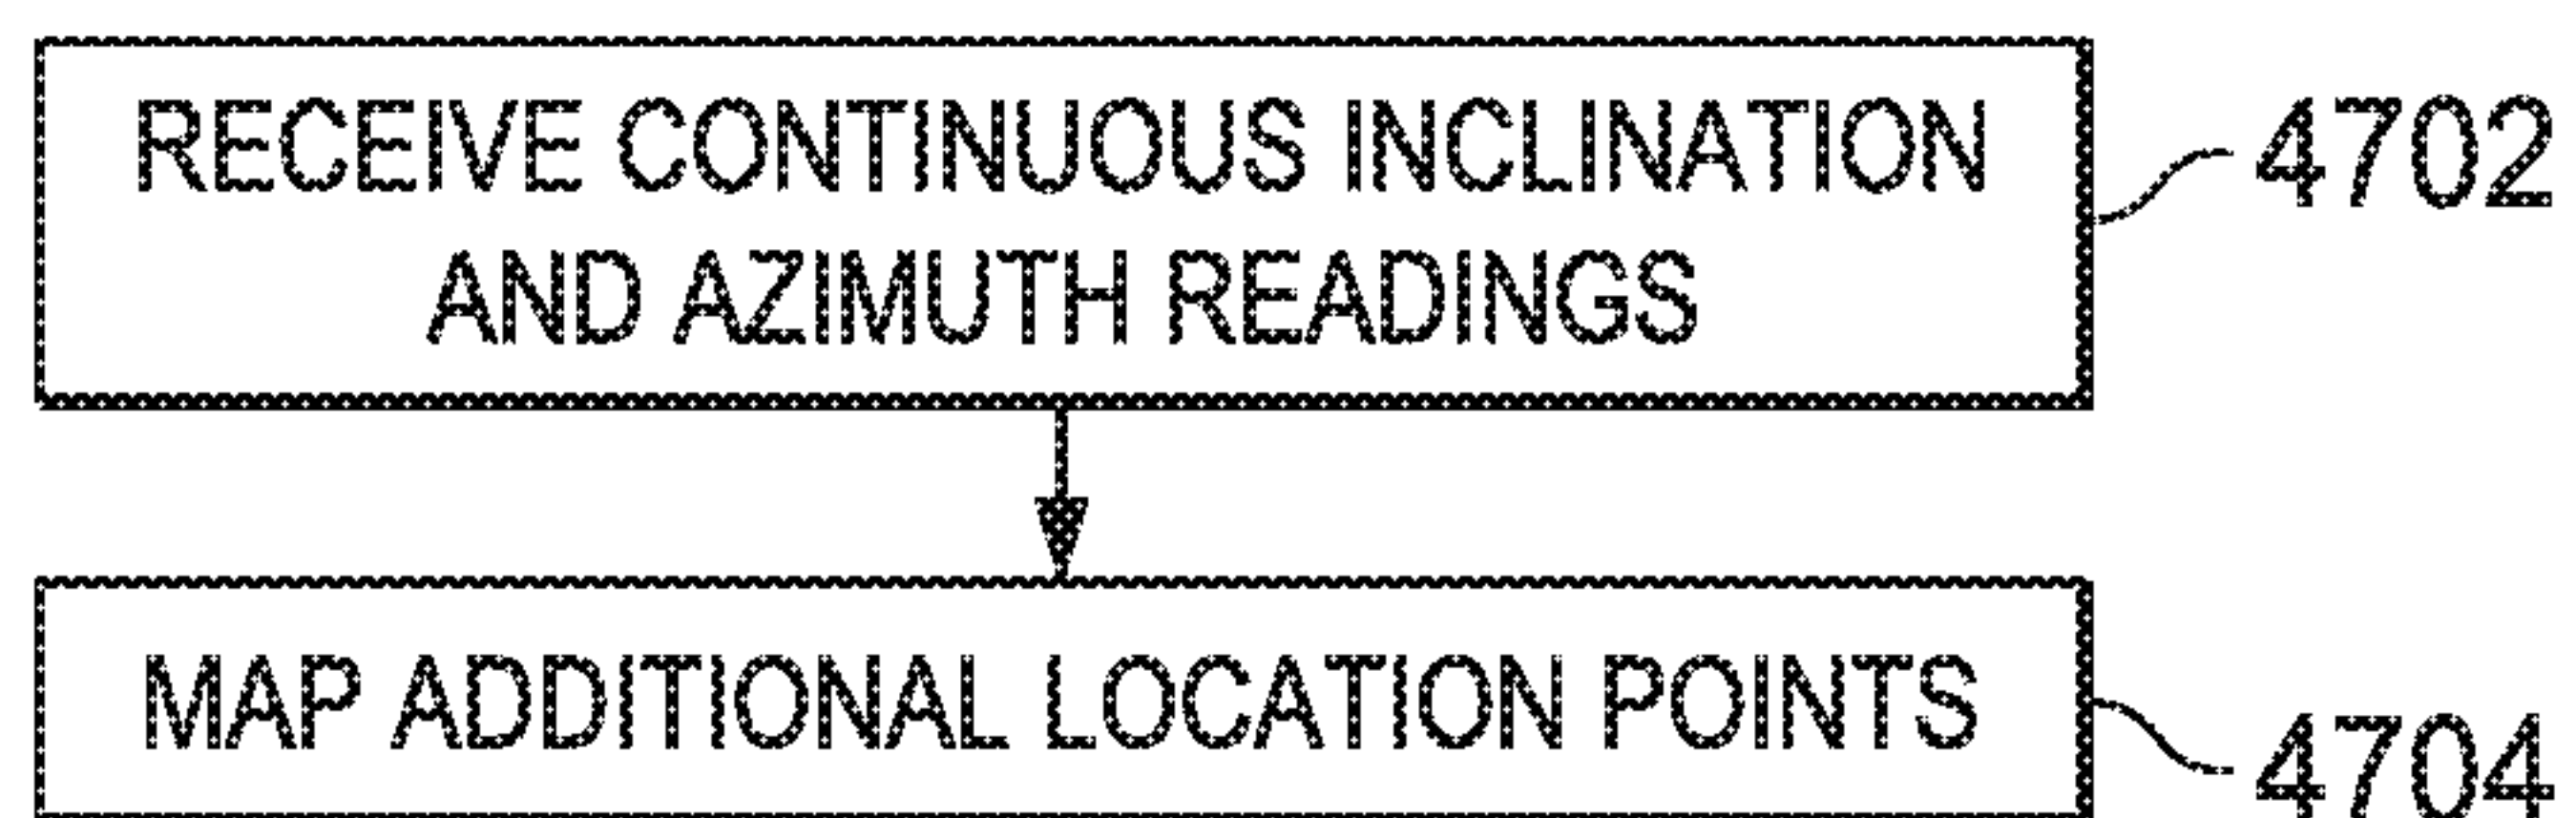 RECEIVE CONTINUOUS INCLINATION
AND AZIMUTH READINGS
4702
MAP ADDITIONAL LOCATION POINTS
4704